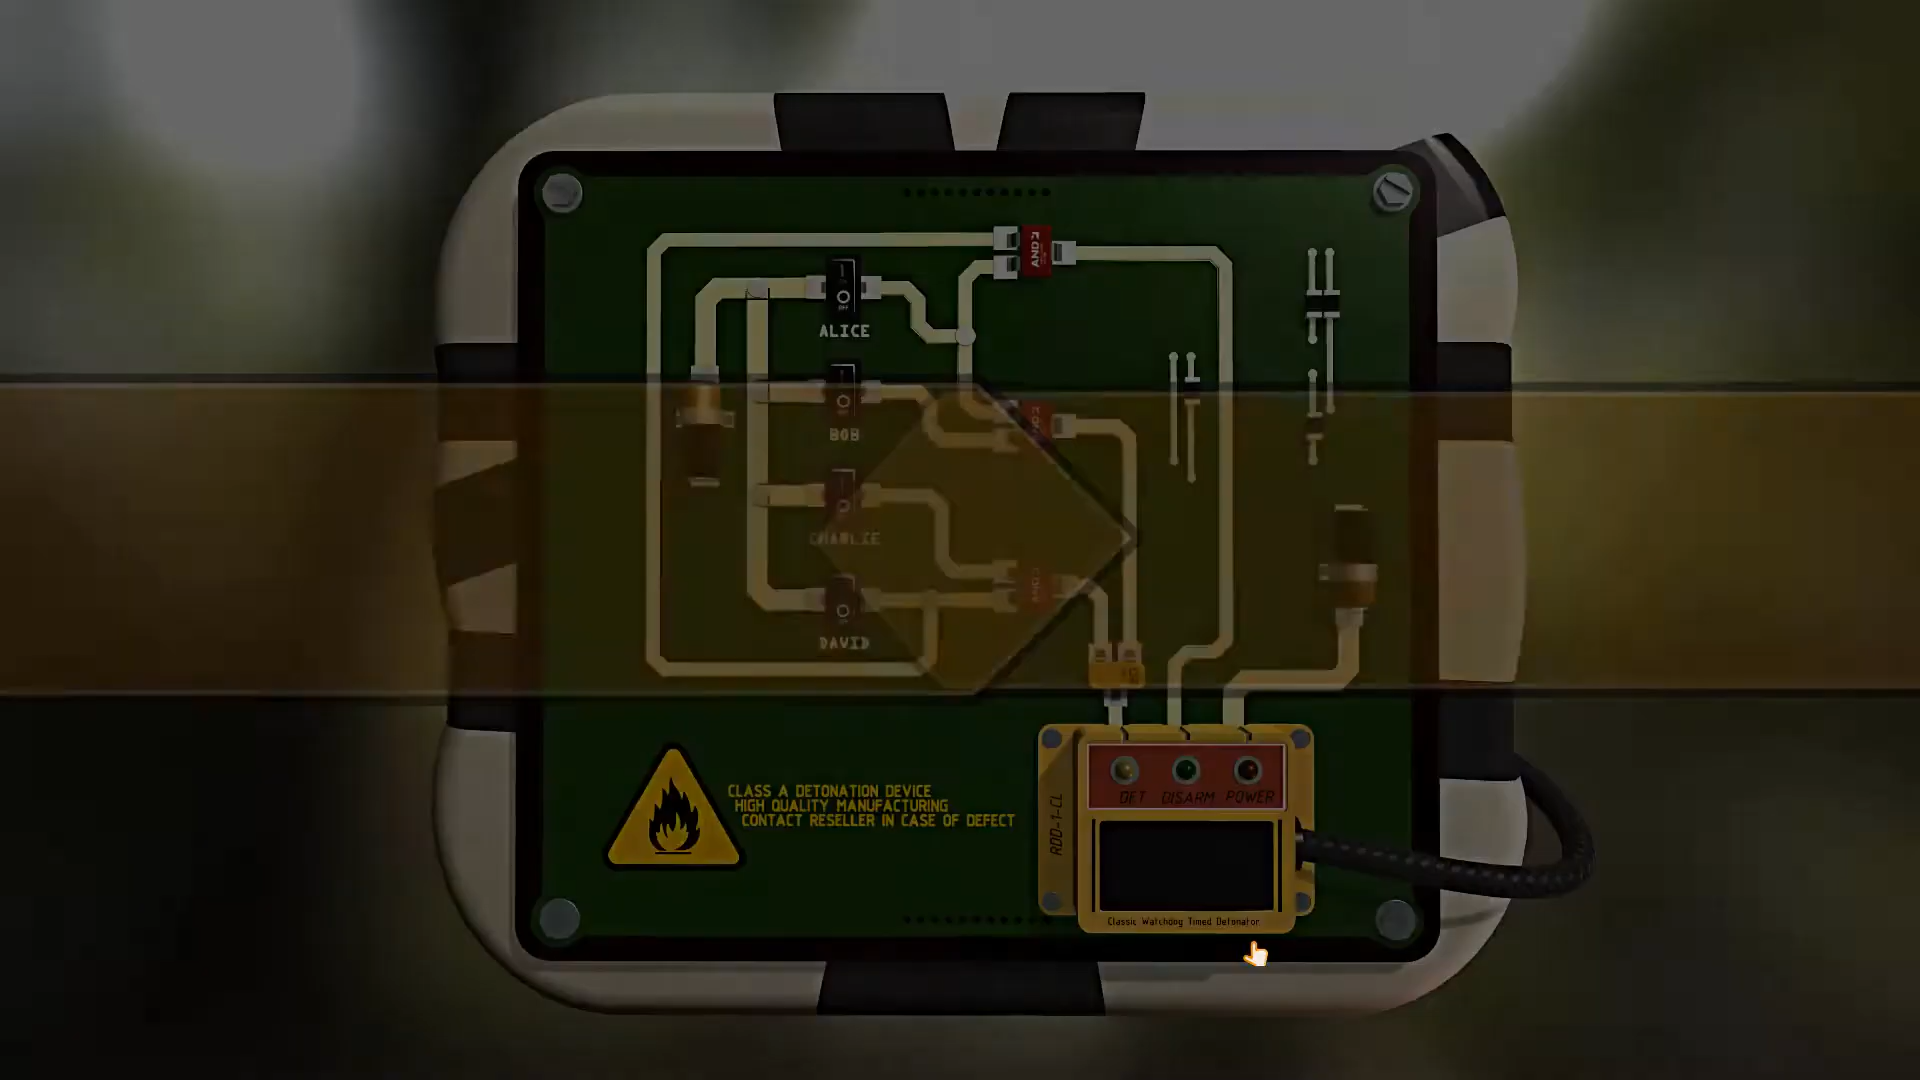 AND
ALICE
BOB
CHARLIE
DAVID
CLASS A DETONATION DEVICE
HIGH QUALITY MANUFACTURING
CONTACT RESELLER IN CASE OF DEFECT
DET DISARM POWER
RDD-1-CL
Classic Watchdog Timed Detonator